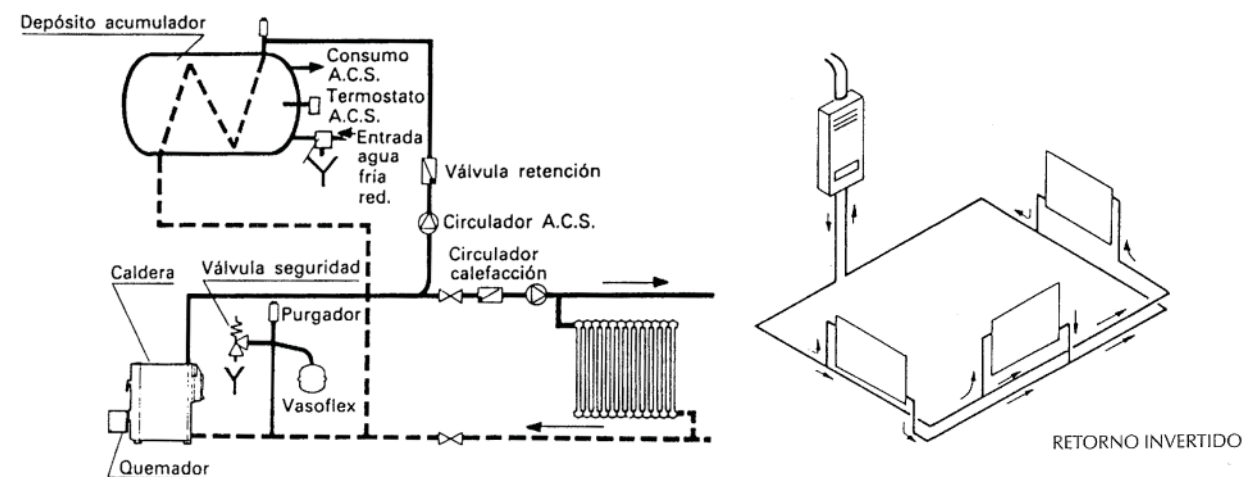 Depósito acumulador
Consumo
A.C.S.
Termostato
A.C.S.
Entrada
agua
fría
red.
Válvula retención
Circulador A.C.S.
Circulador
calefacción
Caldera
Válvula seguridad
Purgador
Vasoflex
Quemador
RETORNO INVERTIDO